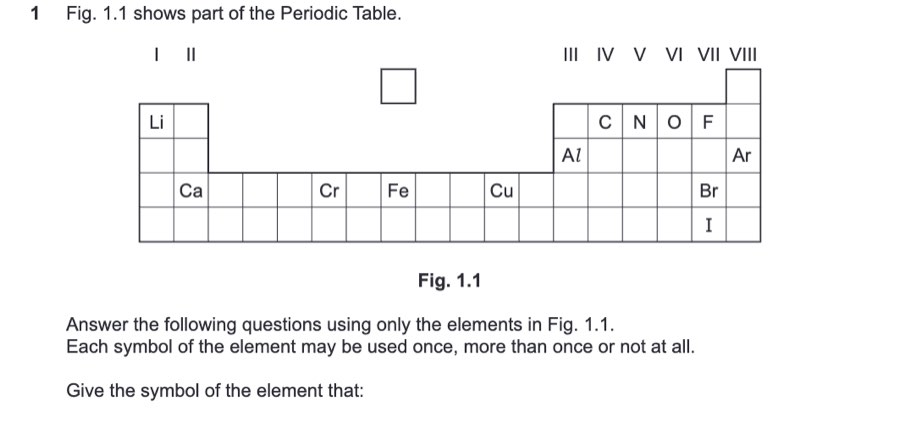 1 Fig. 1.1 shows part of the Periodic Table.
I II III IV V VI VII VIII
Li C N O F
Al Ar
Ca Cr Fe Cu Br
I
Fig. 1.1
Answer the following questions using only the elements in Fig. 1.1.
Each symbol of the element may be used once, more than once or not at all.
Give the symbol of the element that: